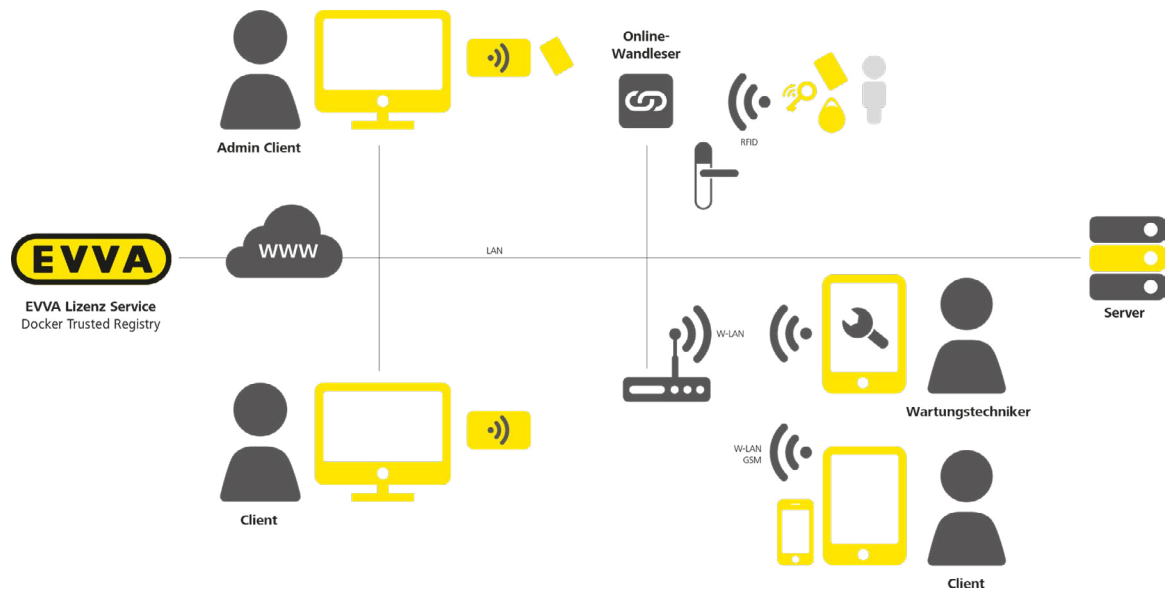 Admin Client
Online-
Wandleser
RFID
EVVA
WWW
LAN
EVVA Lizenz Service
Docker Trusted Registry
Server
W-LAN
Wartungstechniker
Client
W-LAN
GSM
Client